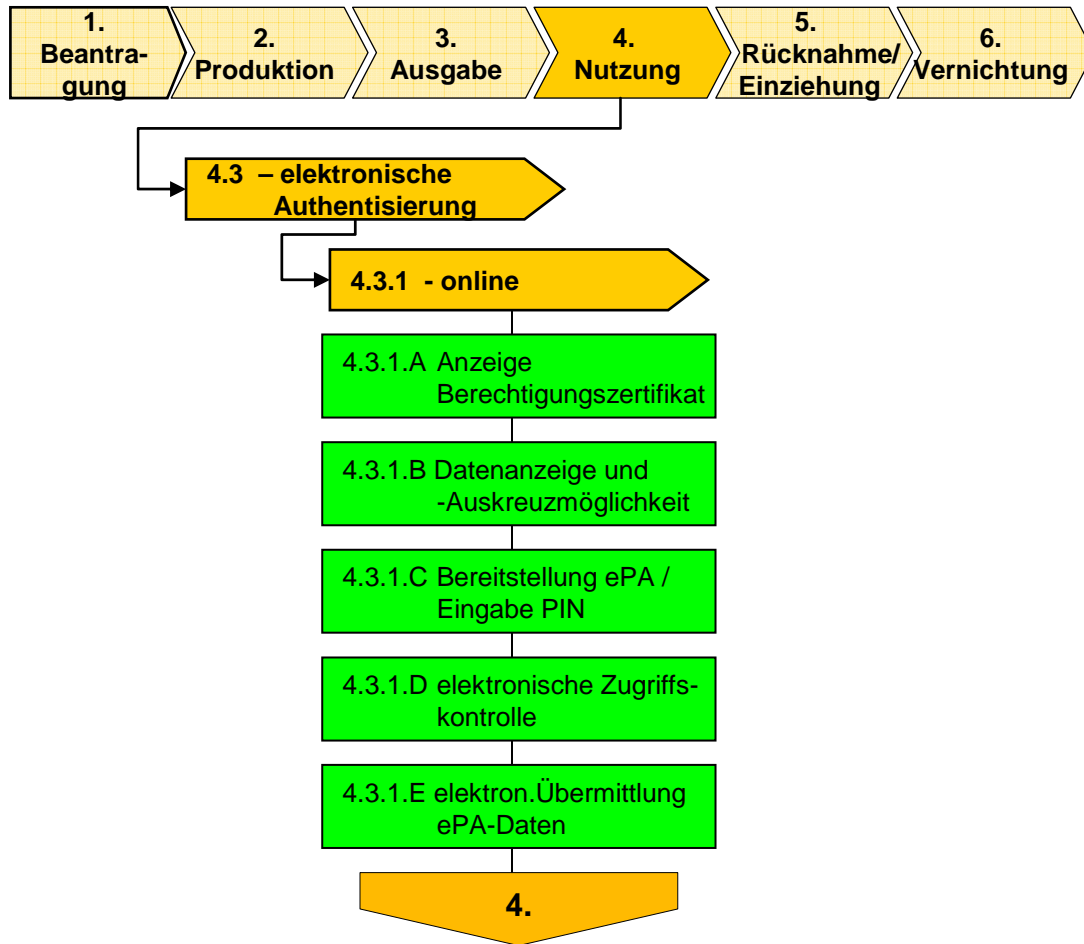 1.
Beantra-
gung
2.
Produktion
3.
Ausgabe
4.
Nutzung
5.
Rücknahme/
Einziehung
6.
Vernichtung
4.3 – elektronische
Authentisierung
4.3.1 - online
4.3.1.A Anzeige
Berechtigungszertifikat
4.3.1.B Datenanzeige und
-Auskreuzmöglichkeit
4.3.1.C Bereitstellung ePA /
Eingabe PIN
4.3.1.D elektronische Zugriffs-
kontrolle
4.3.1.E elektron.Übermittlung
ePA-Daten
4.